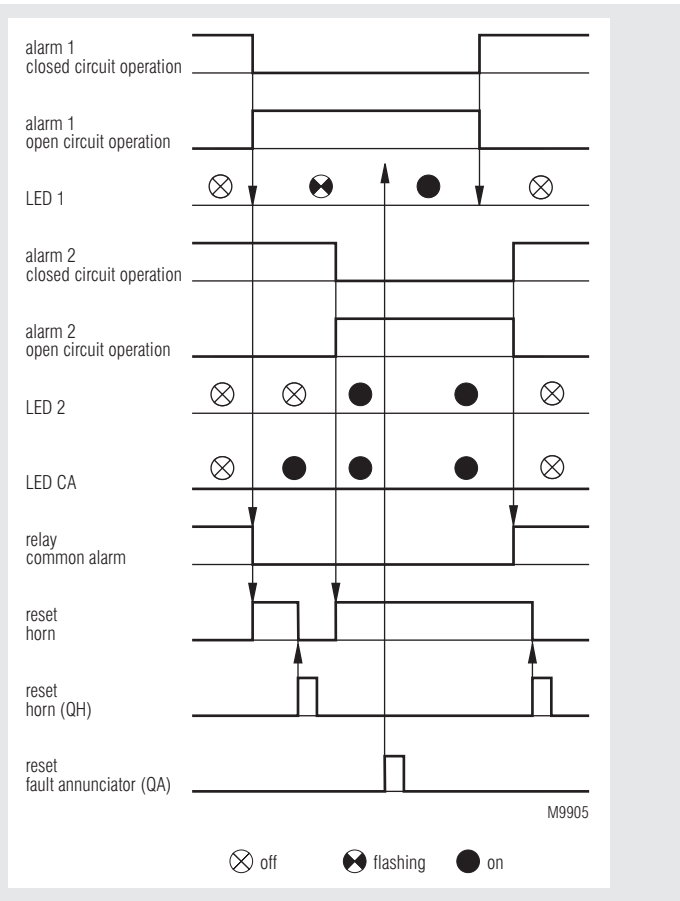 alarm 1
closed circuit operation
alarm 1
open circuit operation
LED 1
alarm 2
closed circuit operation
alarm 2
open circuit operation
LED 2
LED CA
relay
common alarm
reset
horn
reset
horn (QH)
reset
fault annunciator (QA)
M9905
off
flashing
on